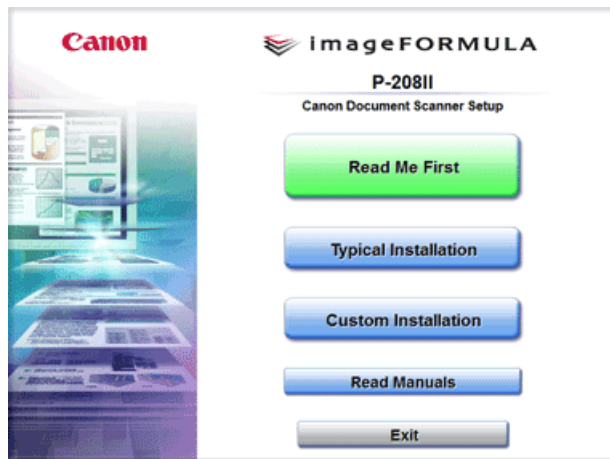 Canon
imageFORMULA
P-208II
Canon Document Scanner Setup
Read Me First
Typical Installation
Custom Installation
Read Manuals
Exit